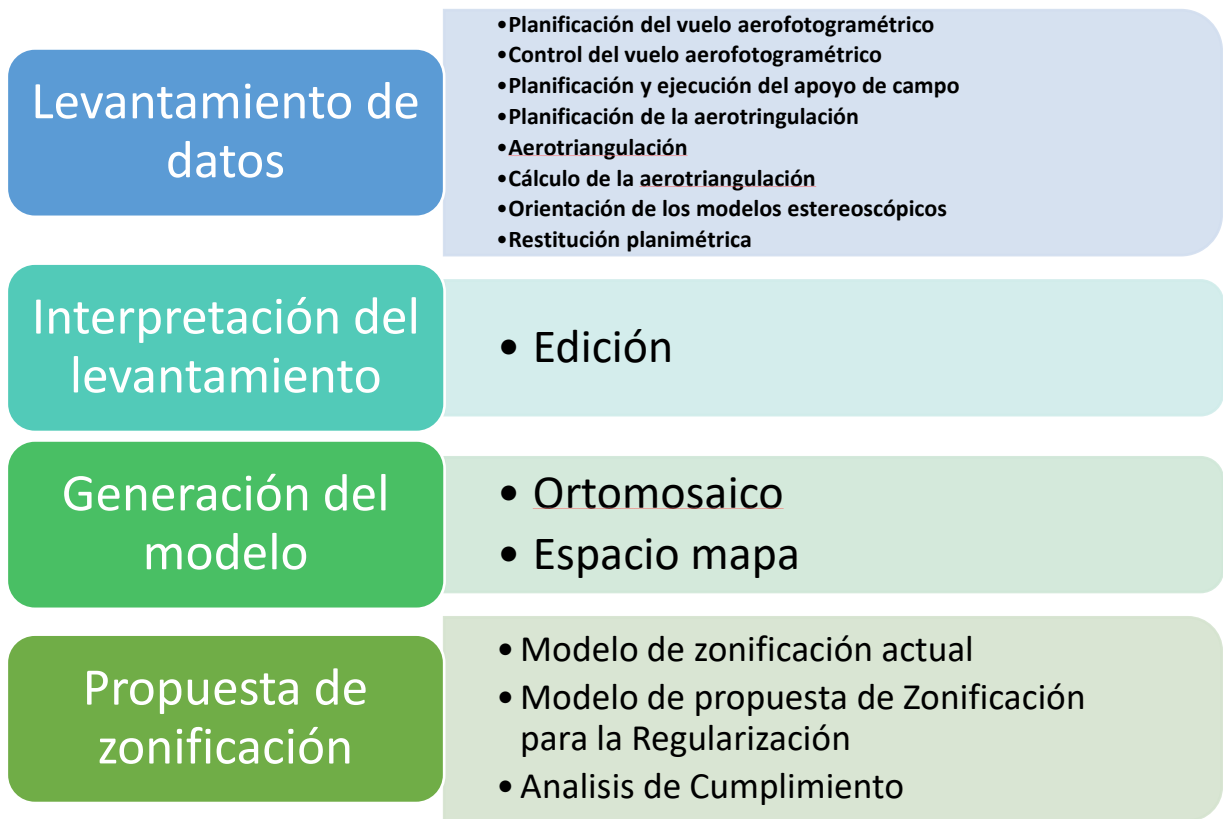 Levantamiento de
datos
•Planificación del vuelo aerofotogramétrico
•Control del vuelo aerofotogramétrico
•Planificación y ejecución del apoyo de campo
•Planificación de la aerotringulación
•Aerotriangulación
•Cálculo de la aerotriangulación
•Orientación de los modelos estereoscópicos
•Restitución planimétrica
Interpretación del
levantamiento
• Edición
Generación del
modelo
• Ortomosaico
• Espacio mapa
Propuesta de
zonificación
• Modelo de zonificación actual
• Modelo de propuesta de Zonificación
para la Regularización
• Analisis de Cumplimiento